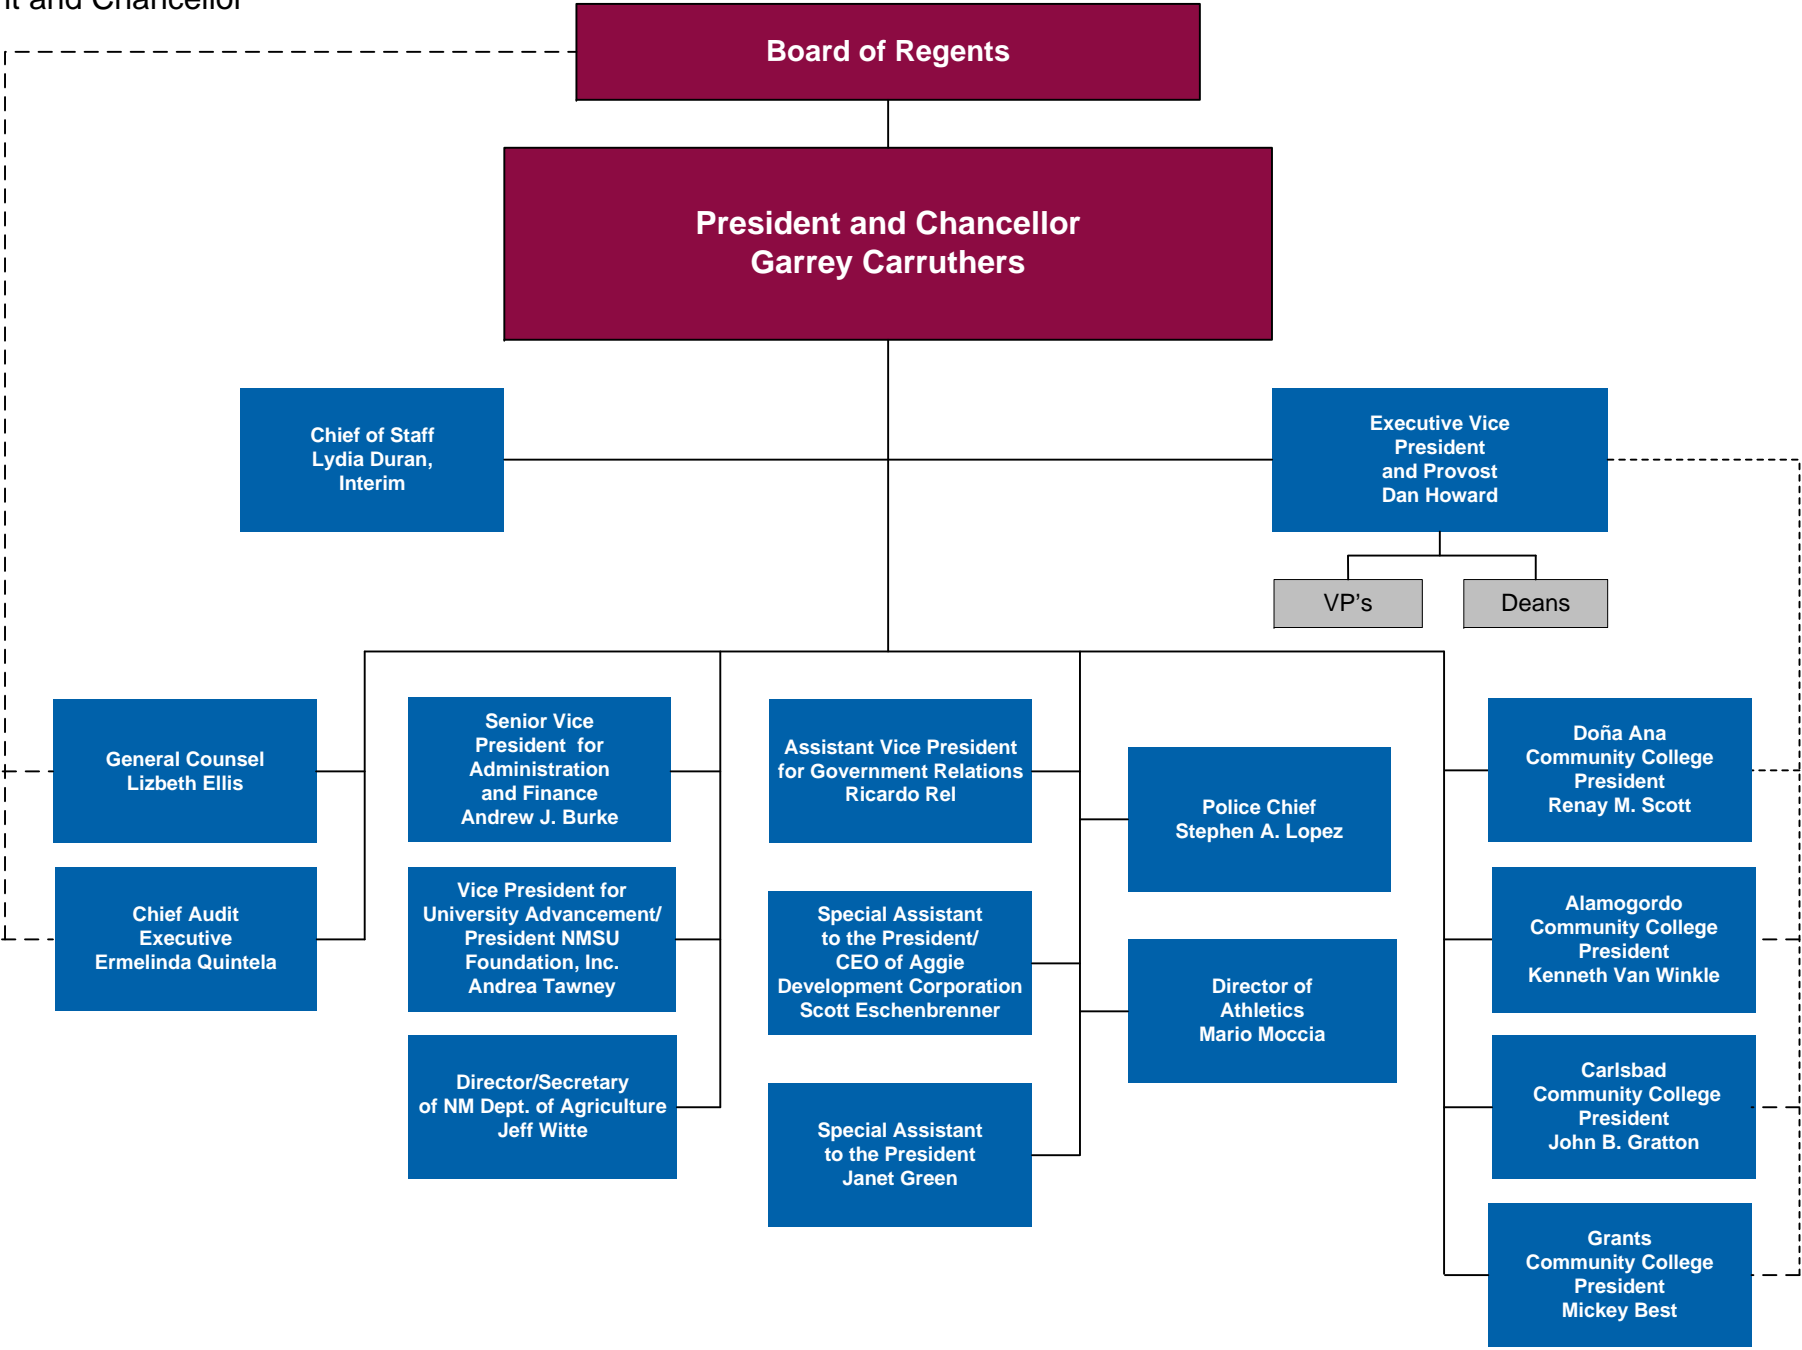 and Chancellor
Board of Regents
President and Chancellor
Garrey Carruthers
Chief of Staff
Lydia Duran,
Interim
Executive Vice
President
and Provost
Dan Howard
VP's
Deans
General Counsel
Lizbeth Ellis
Chief Audit
Executive
Ermelinda Quintela
Senior Vice
President for
Administration
and Finance
Andrew J. Burke
Vice President for
University Advancement/
President NMSU
Foundation, Inc.
Andrea Tawney
Director/Secretary
of NM Dept. of Agriculture
Jeff Witte
Assistant Vice President
for Government Relations
Ricardo Rel
Special Assistant
to the President/
CEO of Aggie
Development Corporation
Scott Eschenbrenner
Special Assistant
to the President
Janet Green
Police Chief
Stephen A. Lopez
Director of
Athletics
Mario Moccia
Doña Ana
Community College
President
Renay M. Scott
Alamogordo
Community College
President
Kenneth Van Winkle
Carlsbad
Community College
President
John B. Gratton
Grants
Community College
President
Mickey Best